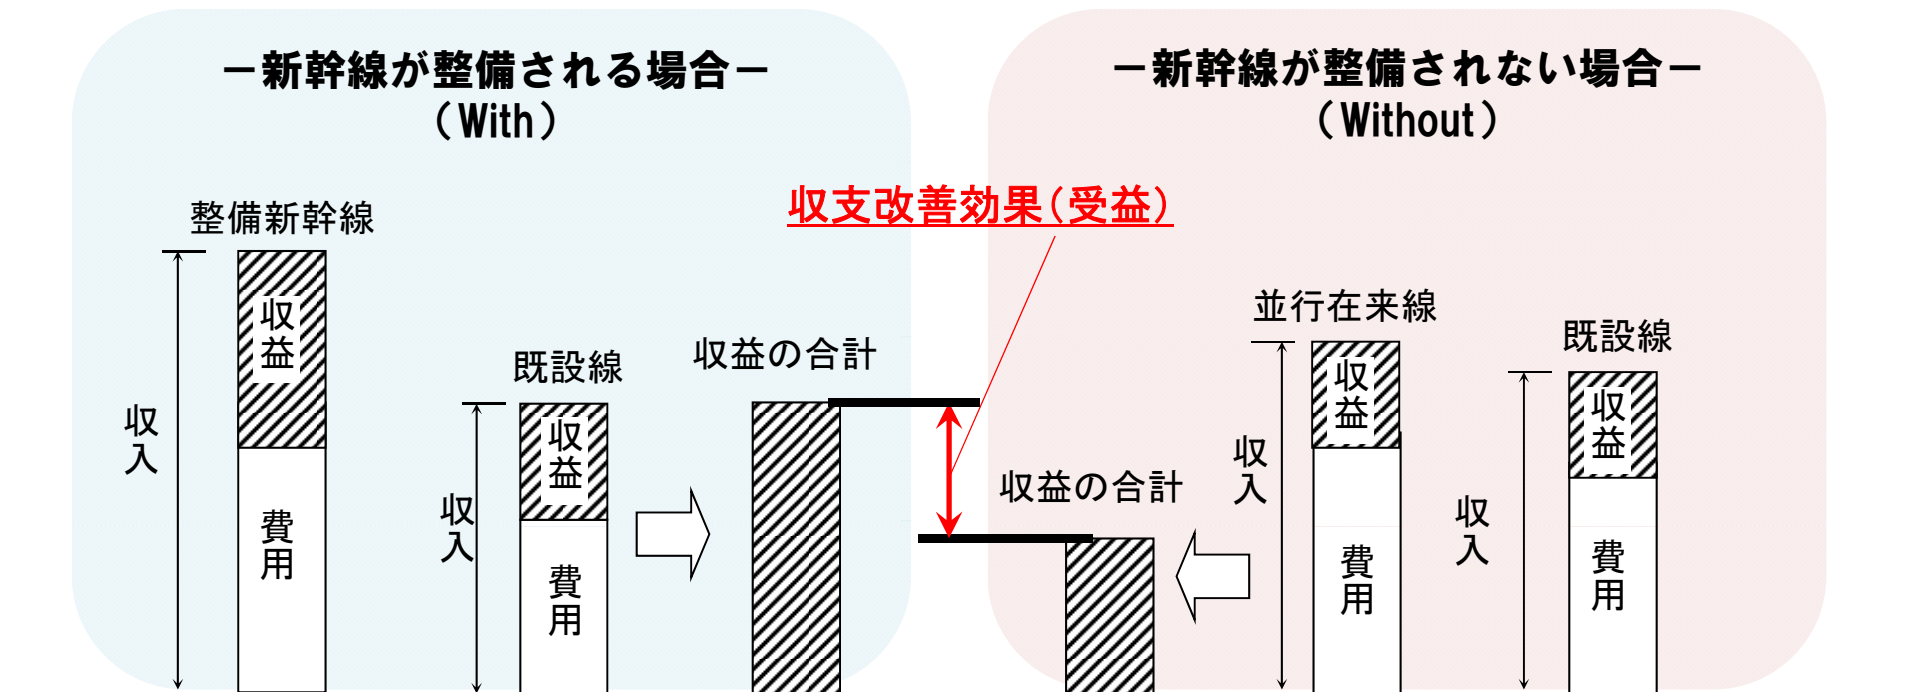 －新幹線が整備される場合－
（With）
整備新幹線
収益
費用
収入
既設線
収益
費用
収入
収益の合計
収支改善効果（受益）
－新幹線が整備されない場合－
（Without）
収益の合計
並行在来線
収益
費用
収入
既設線
収益
費用
収入